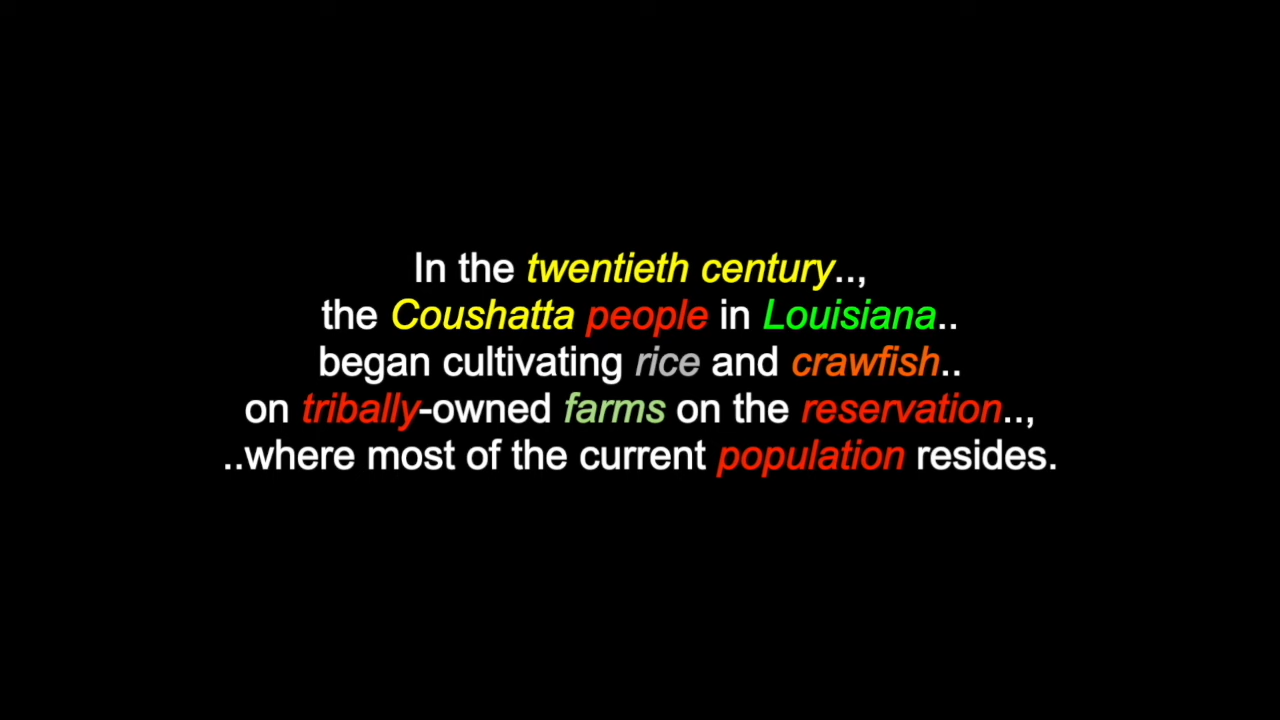 In the twentieth century..,
the Coushatta people in Louisiana..
began cultivating rice and crawfish..
on tribally-owned farms on the reservation..,
..where most of the current population resides.